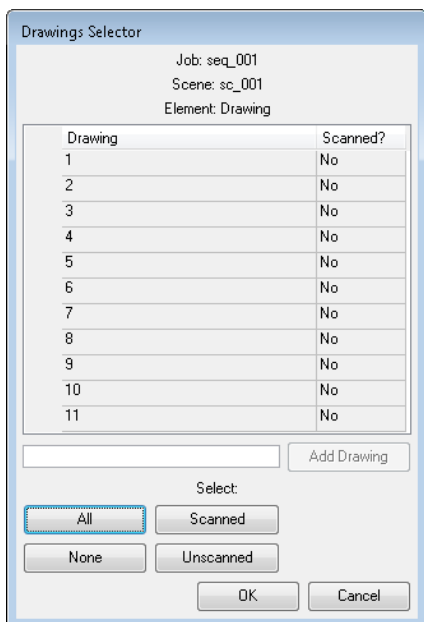 Drawings Selector
Job: seq_001
Scene: sc_001
Element: Drawing
Drawing Scanned?
1 No
2 No
3 No
4 No
5 No
6 No
7 No
8 No
9 No
10 No
11 No
Add Drawing
Select:
All Scanned
None Unscanned
OK Cancel